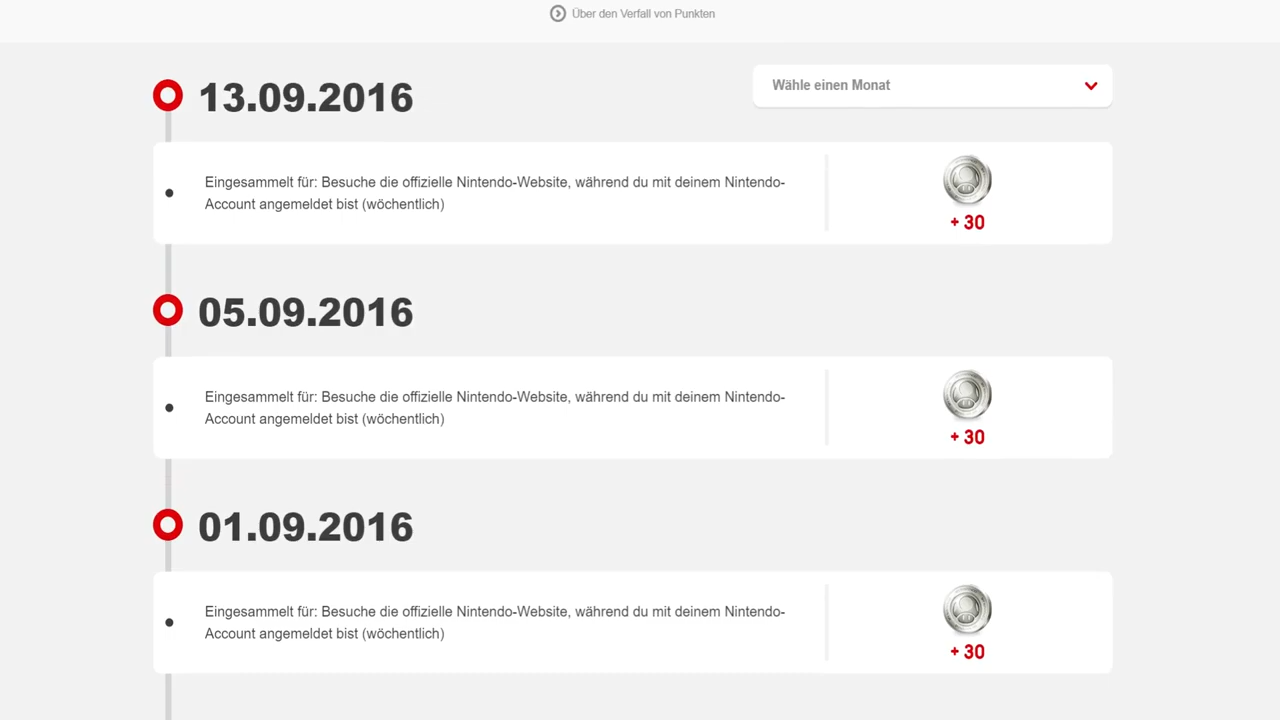 Über den Verfall von Punkten
13.09.2016
Wähle einen Monat
Eingesammelt für: Besuche die offizielle Nintendo-Website, während du mit deinem Nintendo-
Account angemeldet bist (wöchentlich)
+ 30
05.09.2016
Eingesammelt für: Besuche die offizielle Nintendo-Website, während du mit deinem Nintendo-
Account angemeldet bist (wöchentlich)
+ 30
01.09.2016
Eingesammelt für: Besuche die offizielle Nintendo-Website, während du mit deinem Nintendo-
Account angemeldet bist (wöchentlich)
+ 30